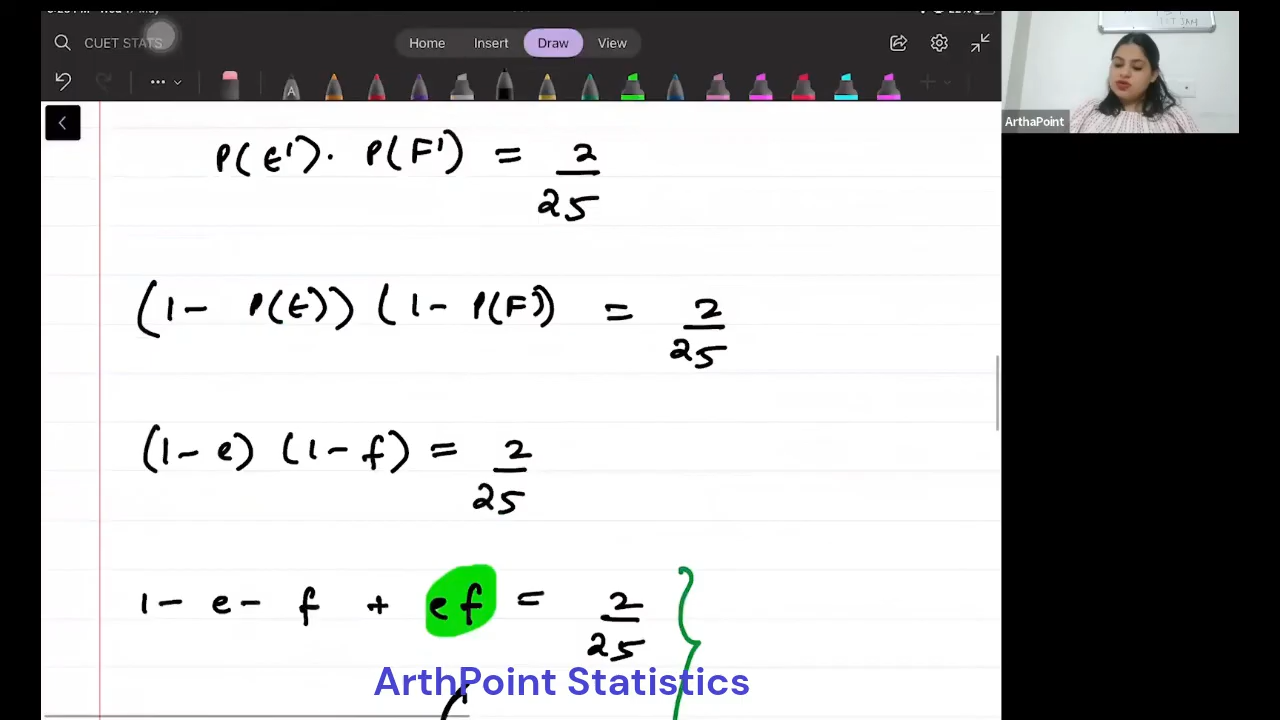 CUET STATS
Home Insert Draw View
A
ArthaPoint
P(E'). P(F') = 2/25
(1- P(E)) (1- P(F)) = 2/25
(1- e) (1- f) = 2/25
1- e- f + ef = 2/25
ArthPoint Statistics